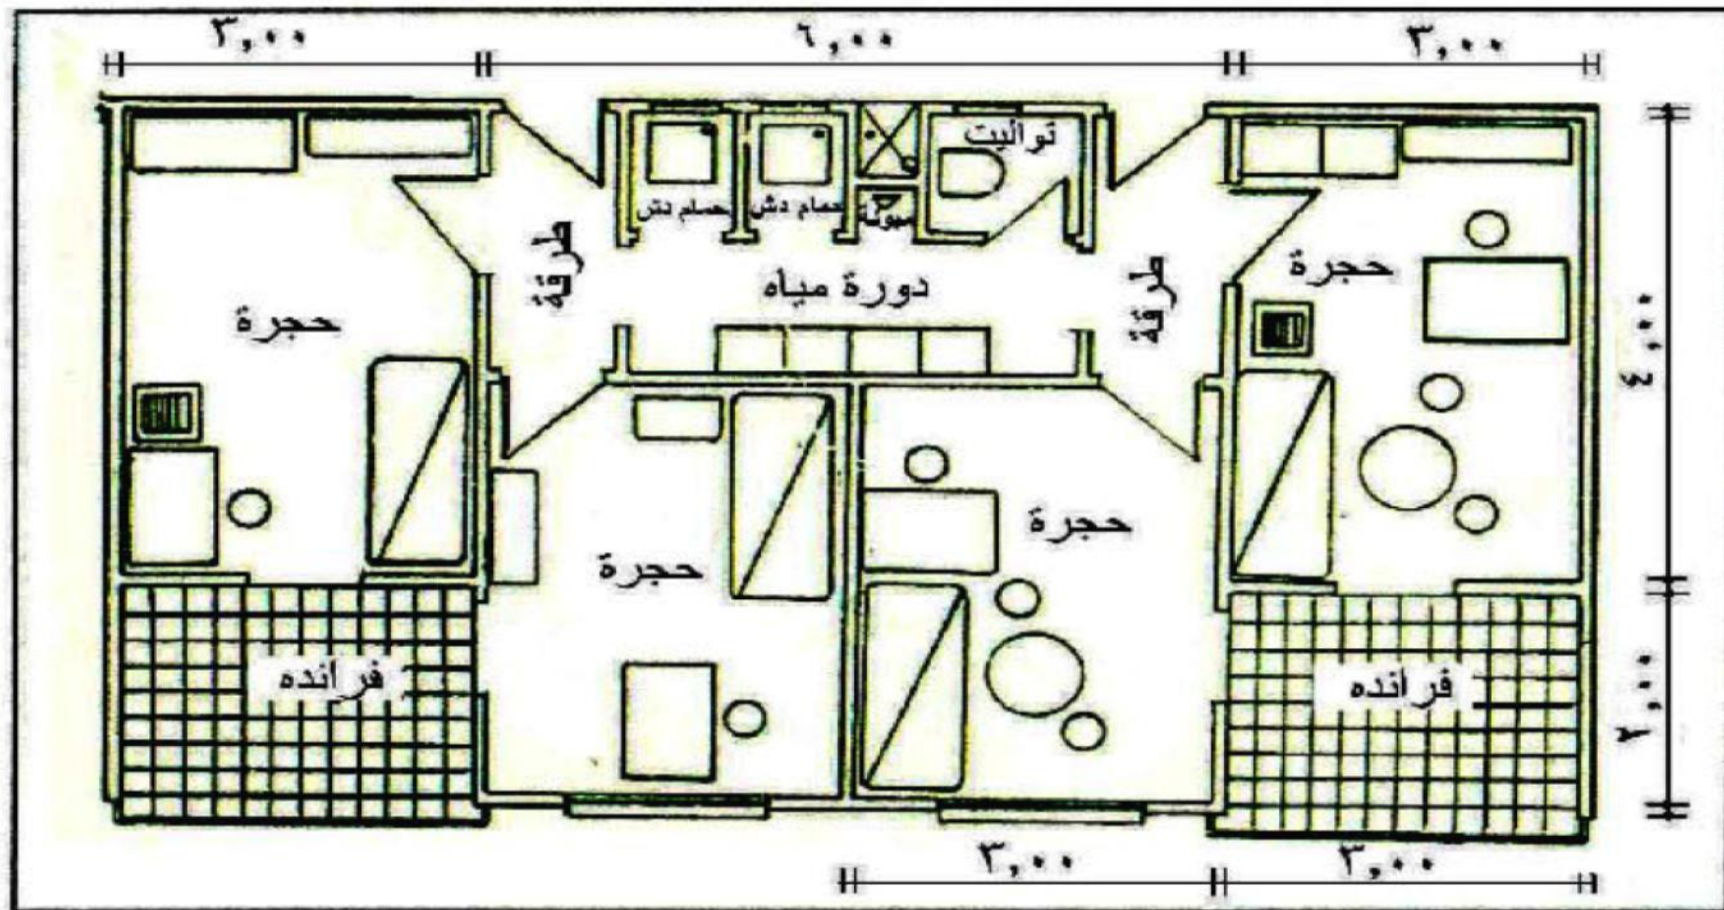 ٣,٠٠
٦,٠٠
٣,٠٠
تواليت
حمام دش
حمام دش
مبولة
طرقة
طرقة
حجرة
دورة مياه
حجرة
٤,٠٠
حجرة
حجرة
فرانده
فرانده
٢,٠٠
٣,٠٠
٣,٠٠